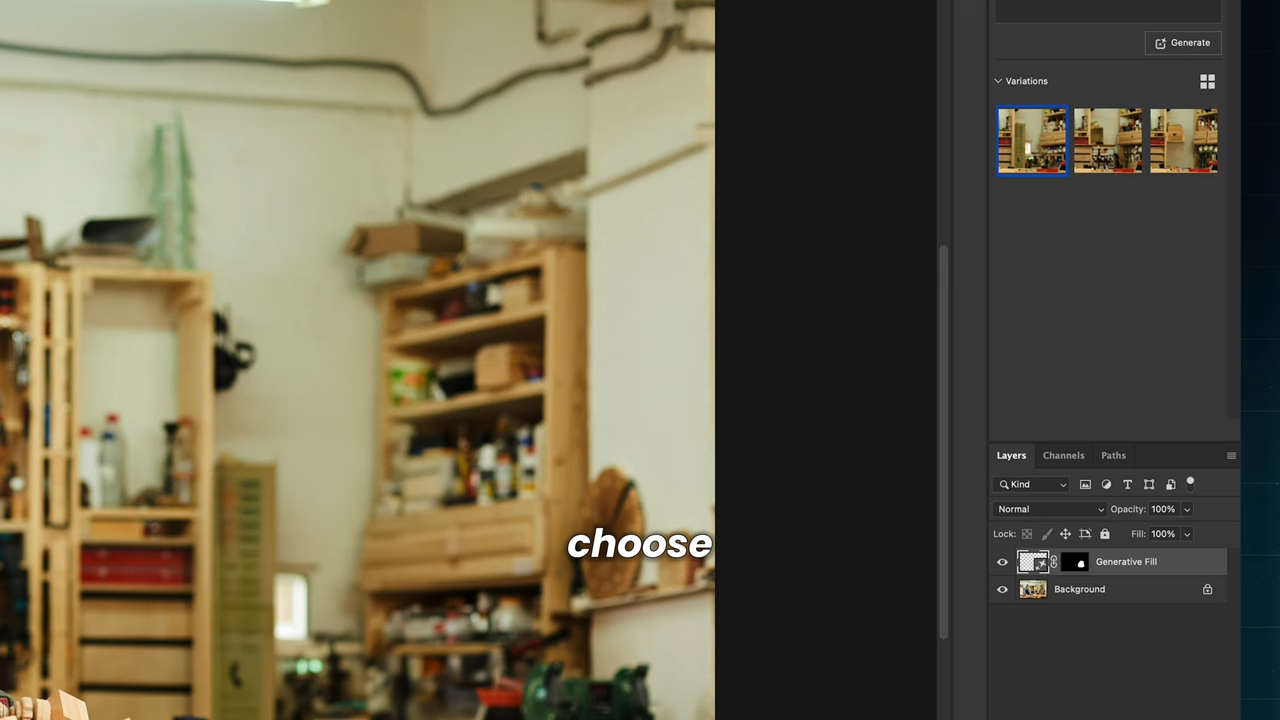 Generate
Variations
choose
Layers Channels Paths
Kind
Normal Opacity: 100%
Lock: Fill: 100%
Generative Fill
Background